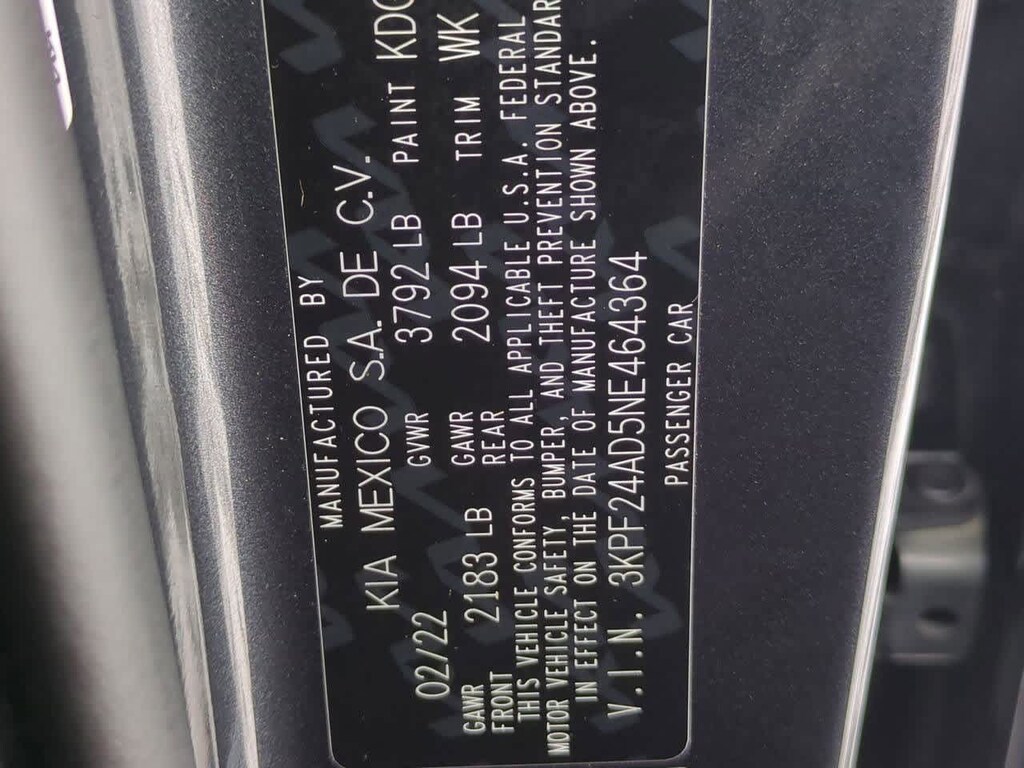 MANUFACTURED BY
KIA MEXICO S.A. DE C.V.
02/22 GVWR 3792 LB PAINT
GAWR FRONT 2183 LB GAWR REAR 2094 LB TRIM WK
THIS VEHICLE CONFORMS TO ALL APPLICABLE U.S.A. FEDERAL
MOTOR VEHICLE SAFETY, BUMPER, AND THEFT PREVENTION STANDAR
IN EFFECT ON THE DATE OF MANUFACTURE SHOWN ABOVE.
V.I.N. 3KPF24AD5NE464364
PASSENGER CAR